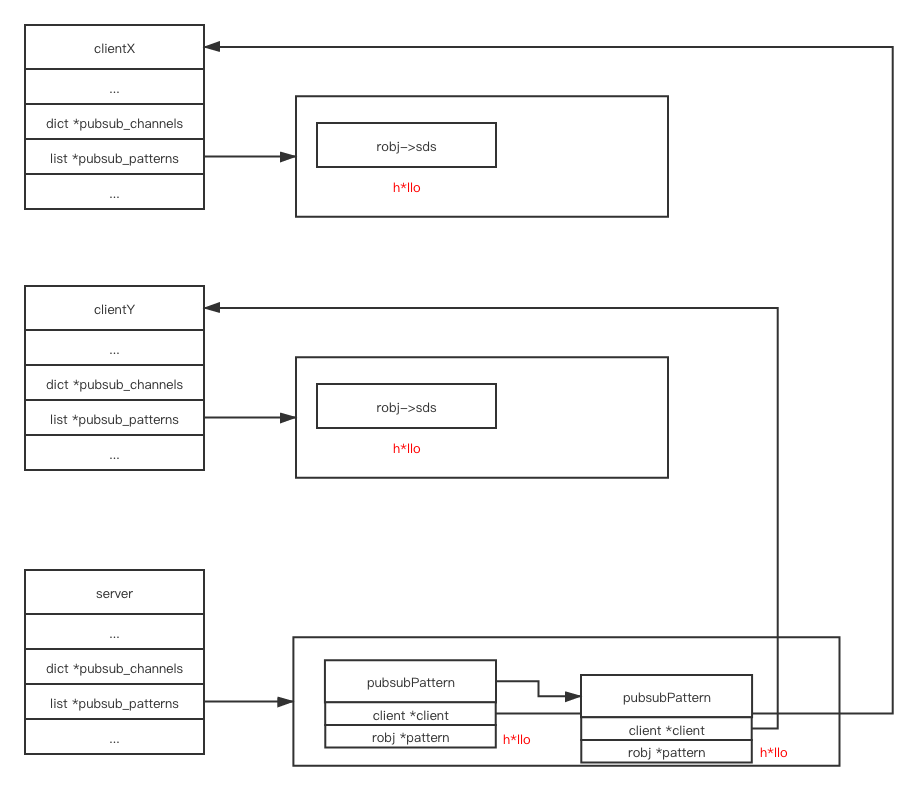 clientX
...
dict *pubsub_channels
list *pubsub_patterns
...
robj->sds
h*llo
clientY
...
dict *pubsub_channels
list *pubsub_patterns
...
robj->sds
h*llo
server
...
dict *pubsub_channels
list *pubsub_patterns
...
pubsubPattern
client *client
robj *pattern
h*llo
pubsubPattern
client *client
robj *pattern
h*llo